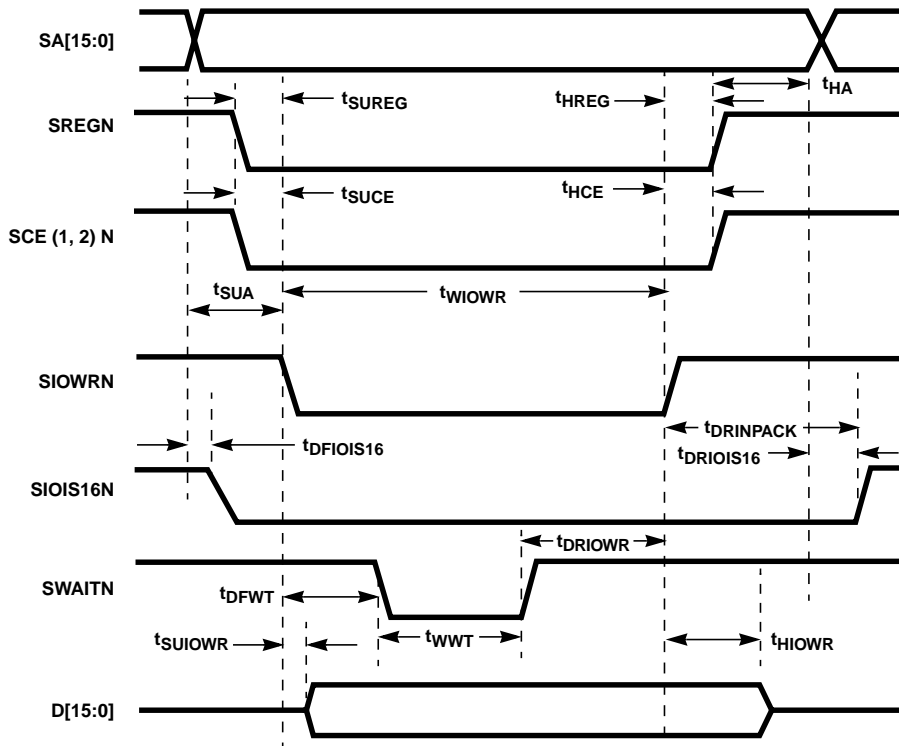 SA[15:0]
tHA
tSUREG
tHREG
SREGN
tSUCE
tHCE
SCE (1, 2) N
tSUA
tWIOWR
SIOWRN
tDRINPACK
tDFIOIS16
tDRIOIS16
SIOIS16N
tDRIOWR
SWAITN
tDFWT
tSUIOWR
tWWT
tHIOWR
D[15:0]